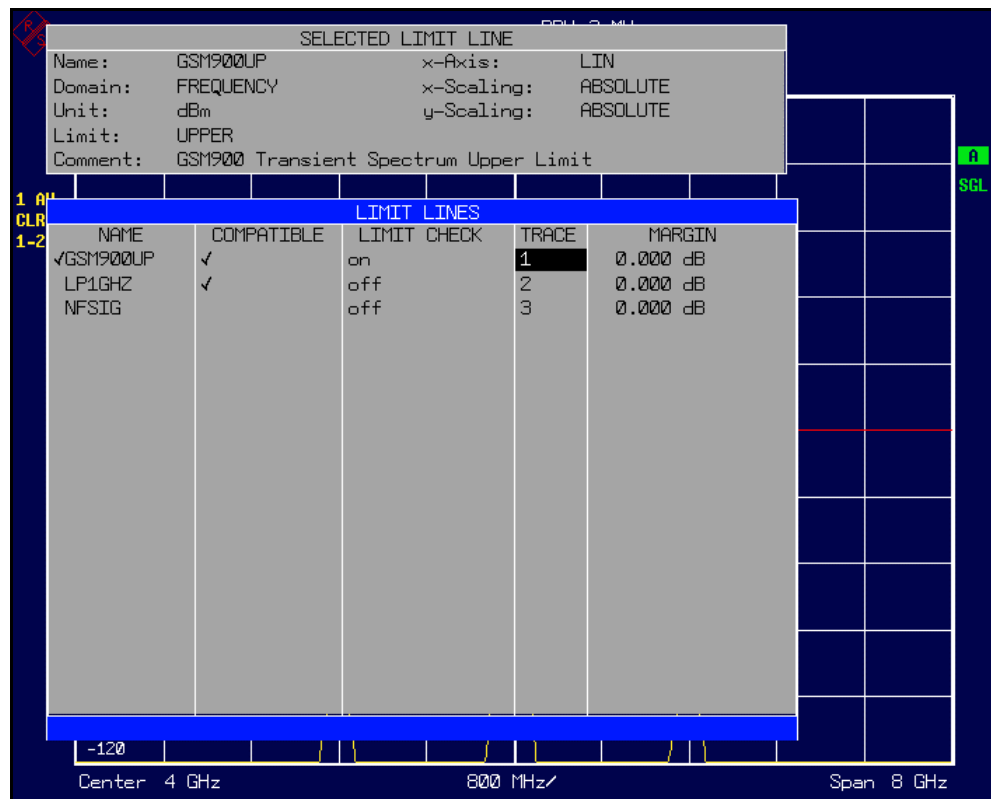 SELECTED LIMIT LINE
Name: GSM900UP x-Axis: LIN
Domain: FREQUENCY x-Scaling: ABSOLUTE
Unit: dBm y-Scaling: ABSOLUTE
Limit: UPPER
Comment: GSM900 Transient Spectrum Upper Limit
A
SGL
1 A
CLR
1-2
LIMIT LINES
NAME COMPATIBLE LIMIT CHECK TRACE MARGIN
✓GSM900UP ✓ on 1 0.000 dB
LP1GHZ ✓ off 2 0.000 dB
NFSIG off 3 0.000 dB
-120
Center 4 GHz 800 MHz/ Span 8 GHz